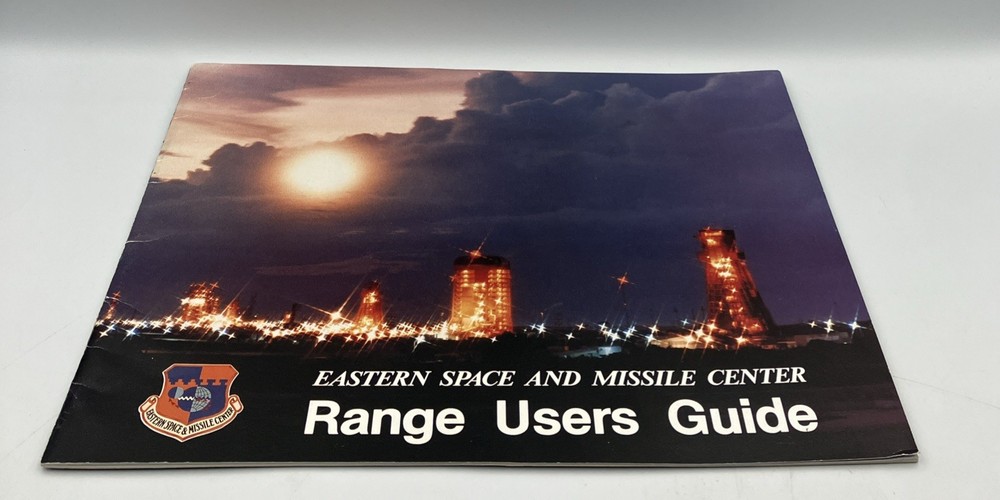 EASTERN SPACE AND MISSILE CENTER
Range Users Guide
EASTERN SPACE & MISSILE CENTER